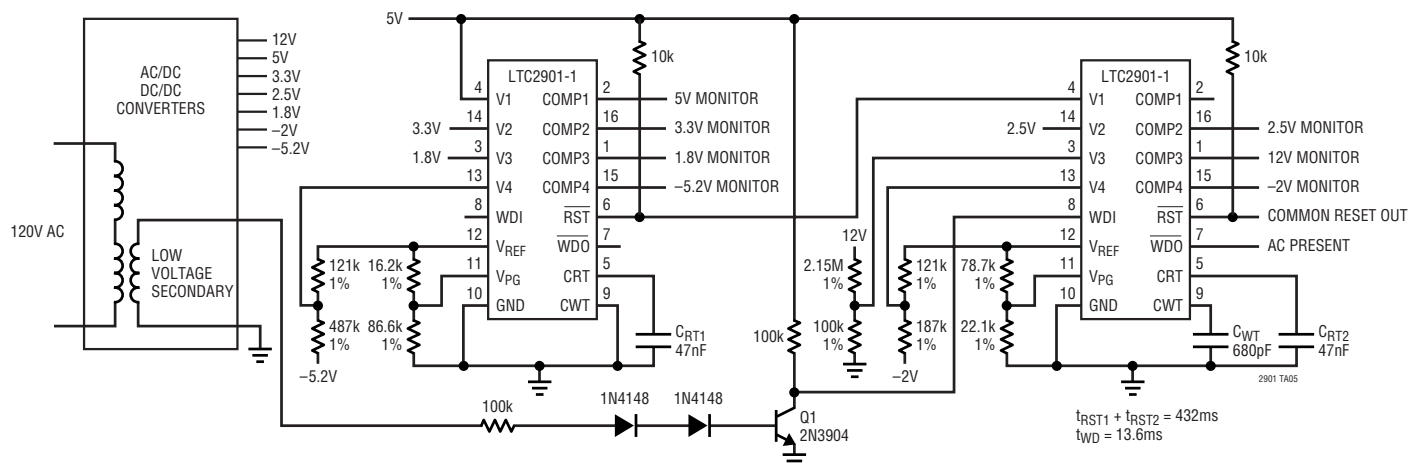 5V
12V
5V
3.3V
2.5V
1.8V
–2V
–5.2V
AC/DC
DC/DC
CONVERTERS
120V AC
LOW
VOLTAGE
SECONDARY
10k
LTC2901-1
4 V1 COMP1 2 5V MONITOR
3.3V 14 V2 COMP2 16 3.3V MONITOR
1.8V 3 V3 COMP3 1 1.8V MONITOR
13 V4 COMP4 15 –5.2V MONITOR
8 WDI RST 6
12 VREF WDO 7
11 VPG CRT 5
10 GND CWT 9
121k
1%
16.2k
1%
487k
1%
86.6k
1%
–5.2V
CRT1
47nF
10k
LTC2901-1
4 V1 COMP1 2
2.5V 14 V2 COMP2 16 2.5V MONITOR
3 V3 COMP3 1 12V MONITOR
13 V4 COMP4 15 –2V MONITOR
8 WDI RST 6 COMMON RESET OUT
12 VREF WDO 7 AC PRESENT
11 VPG CRT 5
10 GND CWT 9
12V
2.15M
1%
121k
1%
78.7k
1%
100k
100k
1%
187k
1%
22.1k
1%
–2V
CWT
680pF
CRT2
47nF
2901 TA05
100k
1N4148
1N4148
Q1
2N3904
tRST1 + tRST2 = 432ms
tWD = 13.6ms